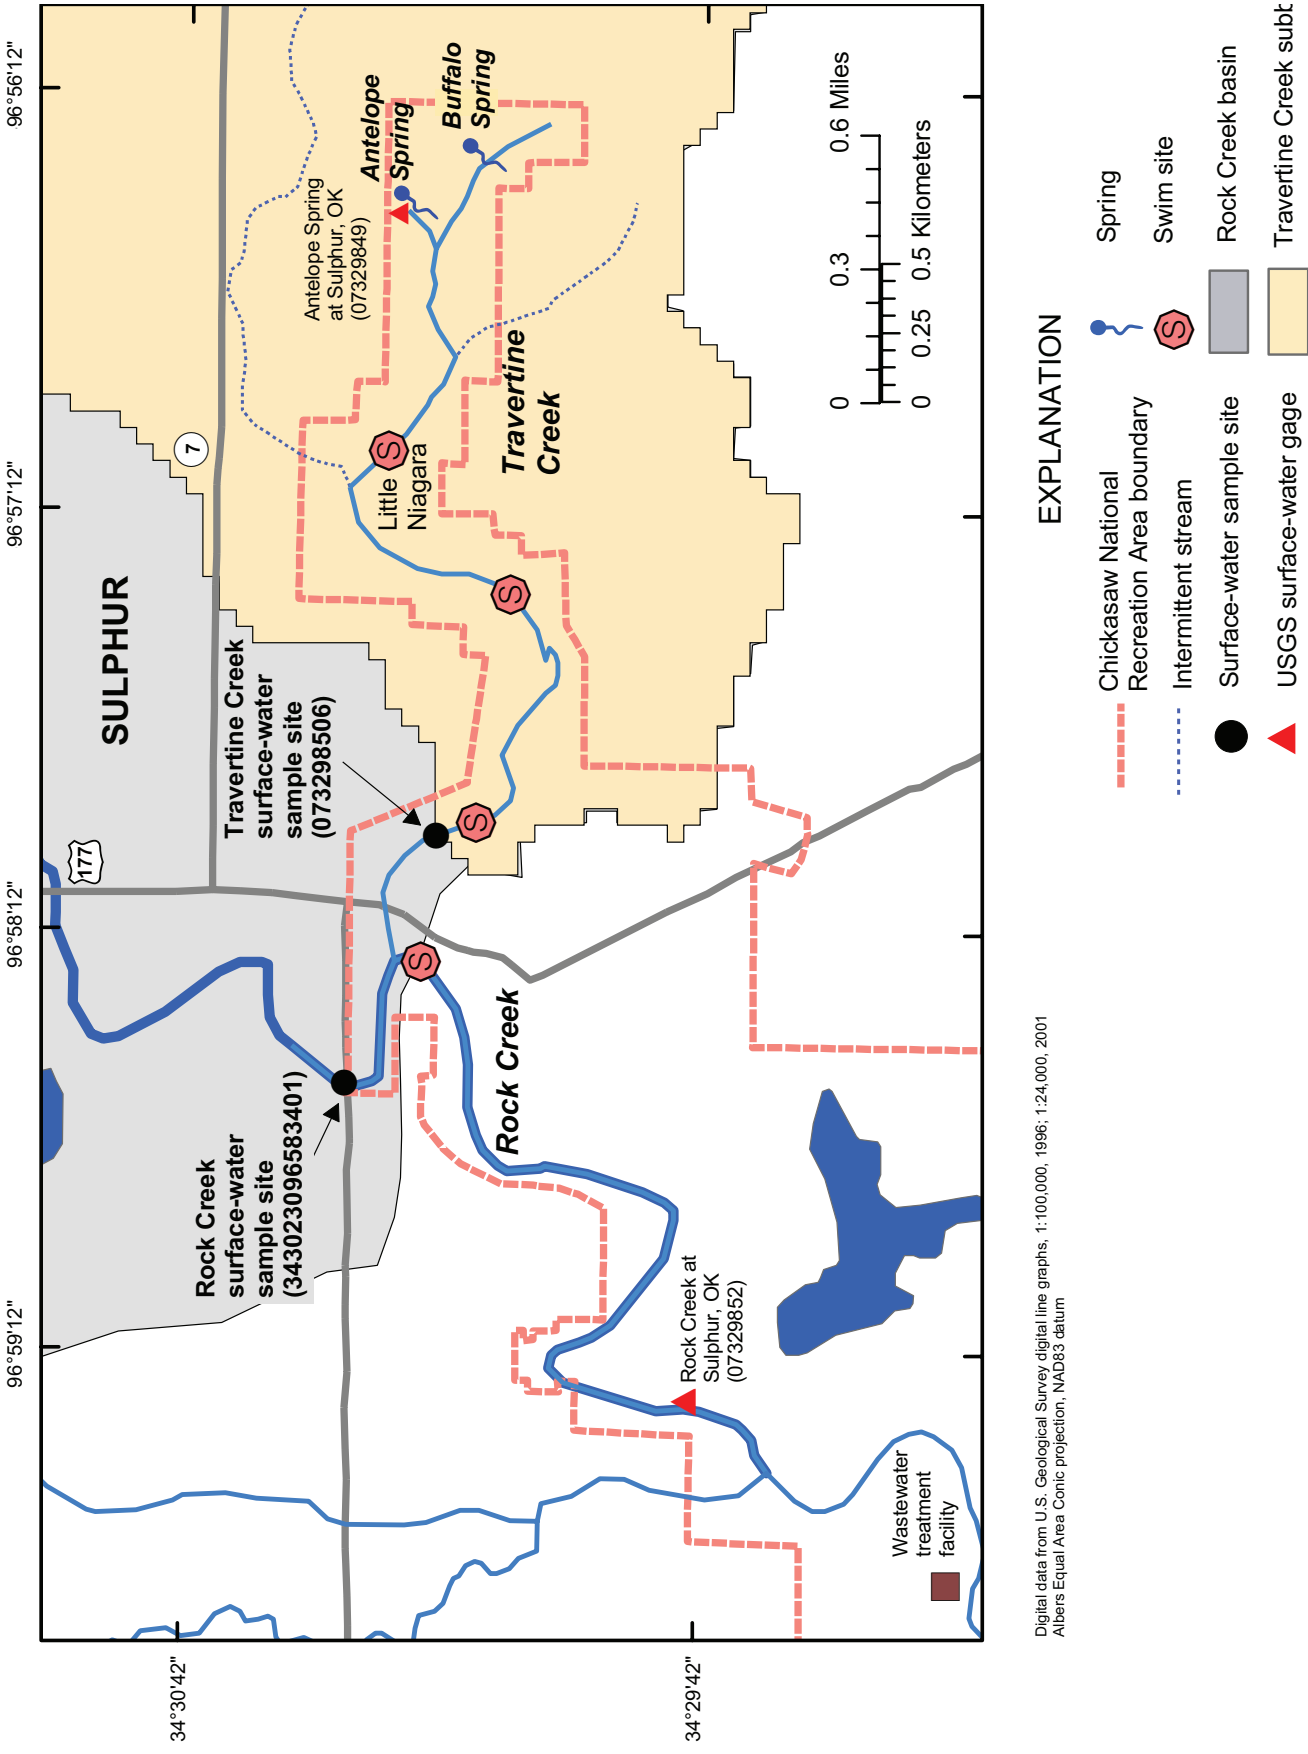 96°59'12"
96°58'12"
96°57'12"
96°56'12"
34°30'42"
34°29'42"
SULPHUR
177
7
Rock Creek
surface-water
sample site
(343023096583401)
Travertine Creek
surface-water
sample site
(073298506)
Antelope Spring
at Sulphur, OK
(07329849)
Antelope
Spring
Buffalo
Spring
S
Little
Niagara
S
S
S
Travertine
Creek
Rock Creek
Rock Creek at
Sulphur, OK
(07329852)
Wastewater
treatment
facility
0 0.3 0.6 Miles
0 0.25 0.5 Kilometers
Digital data from U.S. Geological Survey digital line graphs, 1:100,000, 1996; 1:24,000, 2001
Albers Equal Area Conic projection, NAD83 datum
EXPLANATION
Chickasaw National
Recreation Area boundary
Intermittent stream
Surface-water sample site
USGS surface-water gage
Spring
S
Swim site
Rock Creek basin
Travertine Creek subb